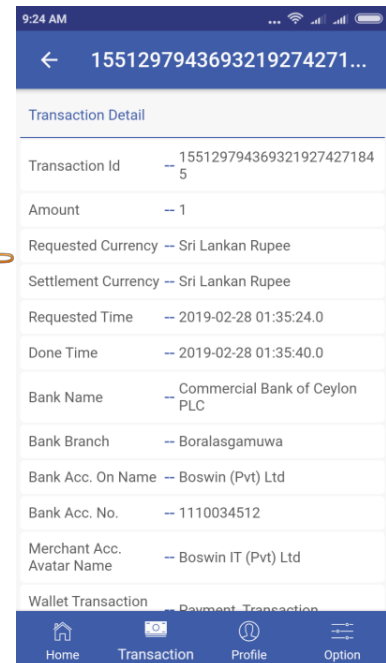 9:24 AM
1551297943693219274271...
Transaction Detail
Transaction Id -- 155129794369321927427184
5
Amount -- 1
Requested Currency -- Sri Lankan Rupee
Settlement Currency -- Sri Lankan Rupee
Requested Time -- 2019-02-28 01:35:24.0
Done Time -- 2019-02-28 01:35:40.0
Bank Name -- Commercial Bank of Ceylon
PLC
Bank Branch -- Boralasgamuwa
Bank Acc. On Name -- Boswin (Pvt) Ltd
Bank Acc. No. -- 1110034512
Merchant Acc.
Avatar Name -- Boswin IT (Pvt) Ltd
Wallet Transaction
-- Payment Transaction
Home Transaction Profile Option